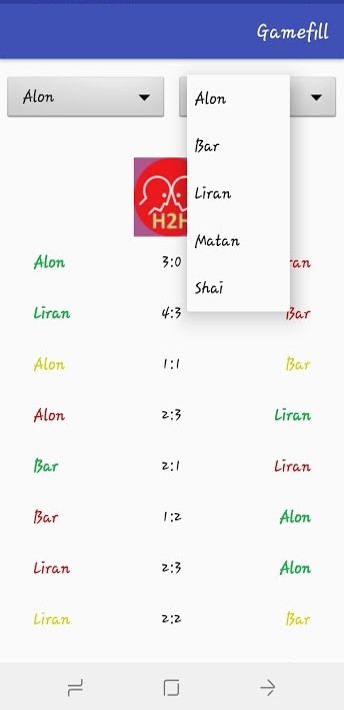 Gamefill
Alon
Alon
Bar
Liran
Matan
Shai
H2H
Alon 3:0 ran
Liran 4:3 Bar
Alon 1:1 Bar
Alon 2:3 Liran
Bar 2:1 Liran
Bar 1:2 Alon
Liran 2:3 Alon
Liran 2:2 Bar